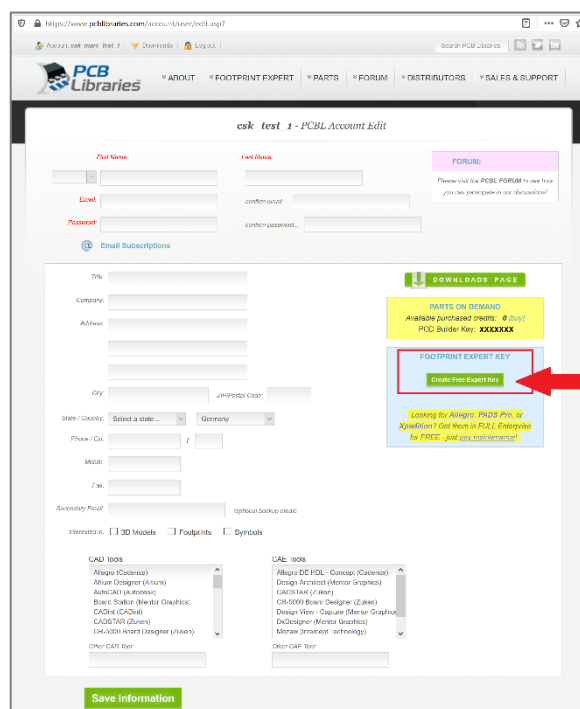 https://www.pcblibraries.com/account/user/edit.asp?
Account: csk mami test 1 | Downloads | Log out |
Search PCB Libraries
PCB Libraries
ABOUT FOOTPRINT EXPERT PARTS FORUM DISTRIBUTORS SALES & SUPPORT
csk test 1 - PCBL Account Edit
First Name: Last Name:
Email: confirm email:
Password: confirm password...
@ Email Subscriptions
FORUM:
Please visit the PCBL FORUM to see how
you can participate in our discussions!
Title:
Company:
Address:
City: ZIP/Postal Code:
State / Country: Select a state... Germany
Phone / Ext. /
Mobile:
Fax:
Secondary Email: (optional backup email)
Interested in: 3D Models Footprints Symbols
DOWNLOADS PAGE
PARTS ON DEMAND
Available purchased credits: 0 [buy]
POD Builder Key: XXXXXXX
FOOTPRINT EXPERT KEY
Create Free Expert Key
Looking for Allegro, PADS Pro, or
Xpedition? Get them in FULL Enterprise
for FREE - just pay maintenance!
CAD Tools
Allegro (Cadence)
Altium Designer (Altium)
AutoCAD (Autodesk)
Board Station (Mentor Graphics)
CADint (CADint)
CADSTAR (Zuken)
CR-5000 Board Designer (Zuken)
Other CAD Tool:
CAE Tools
Allegro DE HDL - Concept (Cadence)
Design Architect (Mentor Graphics)
CADSTAR (Zuken)
CR-5000 Board Designer (Zuken)
Design View - Capture (Mentor Graphics
DxDesigner (Mentor Graphics)
Mozaix (Intercept Technology)
Other CAE Tool:
Save Information